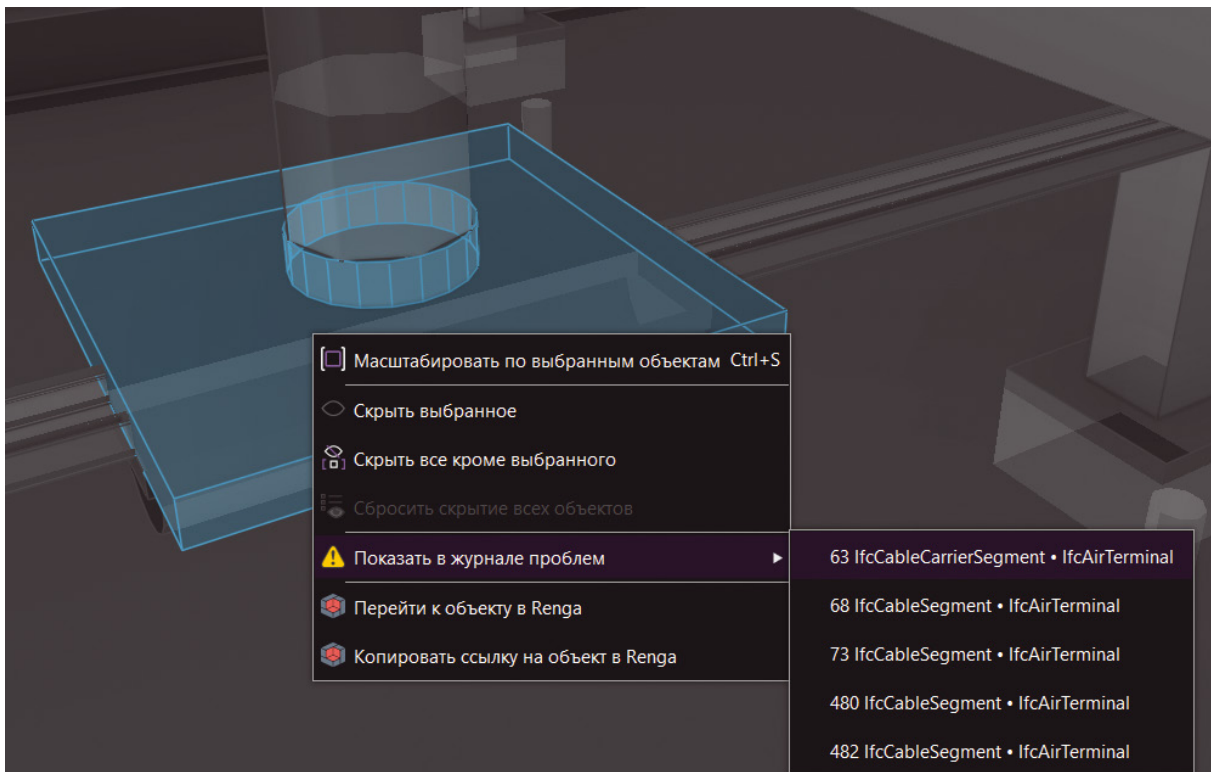 Масштабировать по выбранным объектам Ctrl+S
Скрыть выбранное
Скрыть все кроме выбранного
Сбросить скрытие всех объектов
Показать в журнале проблем
Перейти к объекту в Renga
Копировать ссылку на объект в Renga
63 IfcCableCarrierSegment • IfcAirTerminal
68 IfcCableSegment • IfcAirTerminal
73 IfcCableSegment • IfcAirTerminal
480 IfcCableSegment • IfcAirTerminal
482 IfcCableSegment • IfcAirTerminal